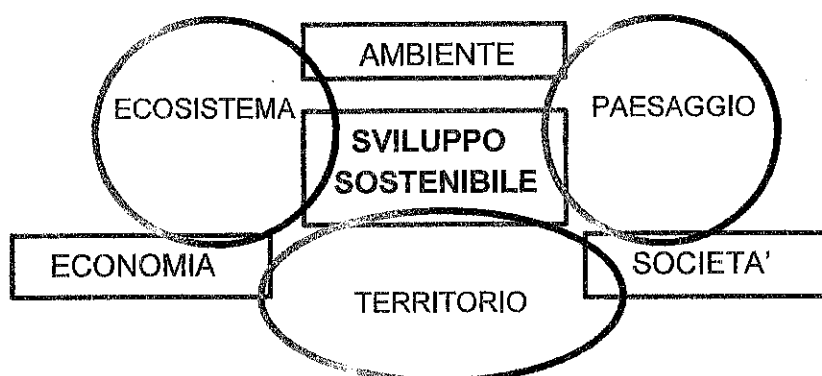 AMBIENTE
ECOSISTEMA
PAESAGGIO
SVILUPPO
SOSTENIBILE
ECONOMIA
SOCIETA'
TERRITORIO